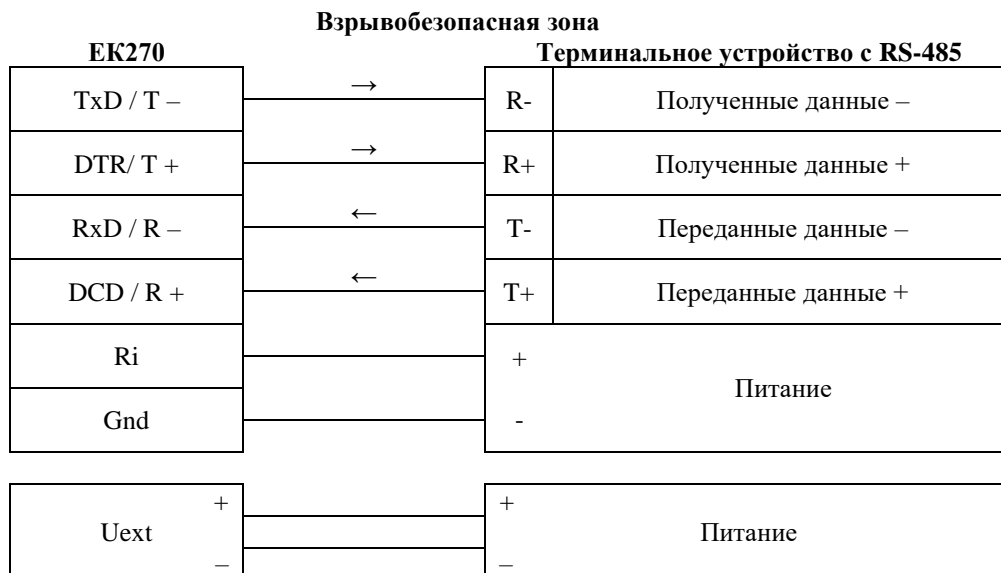 Взрывобезопасная зона
ЕК270 Терминальное устройство с RS-485
TxD / T – → R- Полученные данные –
DTR/ T + → R+ Полученные данные +
RxD / R – ← T- Переданные данные –
DCD / R + ← T+ Переданные данные +
Ri +
Питание
Gnd -
+ +
Uext Питание
– –